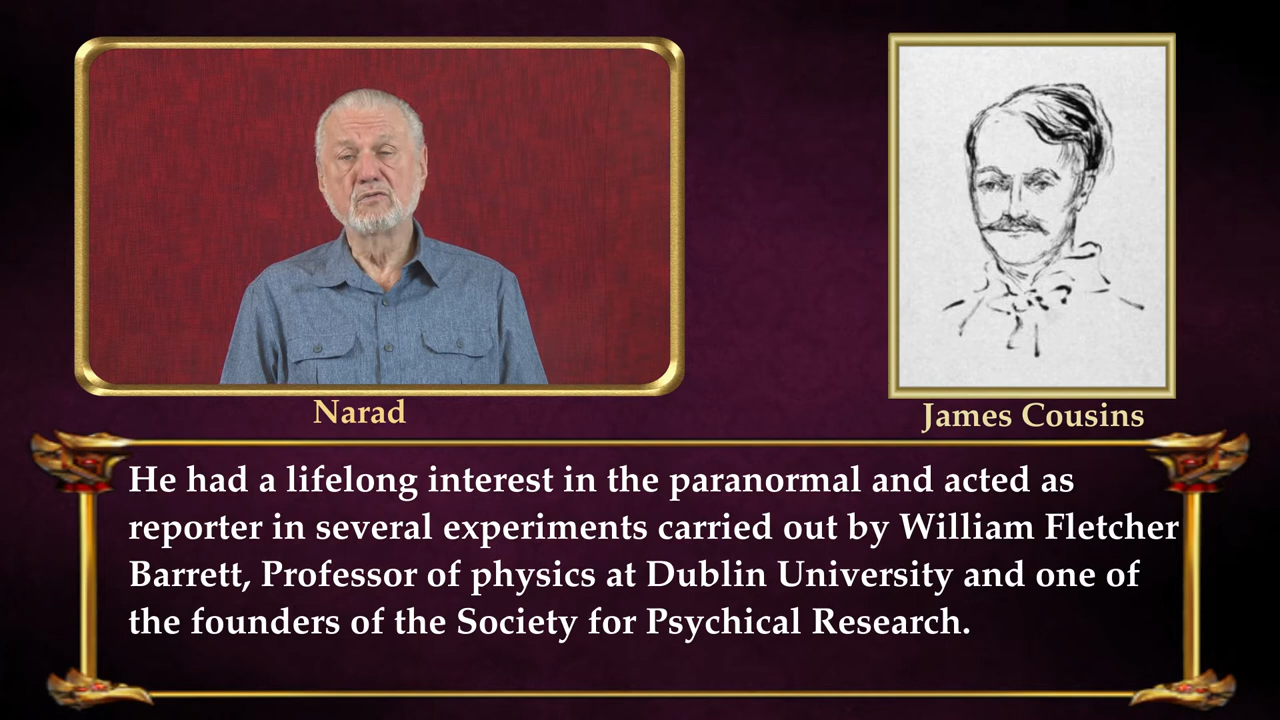 Narad
James Cousins
He had a lifelong interest in the paranormal and acted as
reporter in several experiments carried out by William Fletcher
Barrett, Professor of physics at Dublin University and one of
the founders of the Society for Psychical Research.